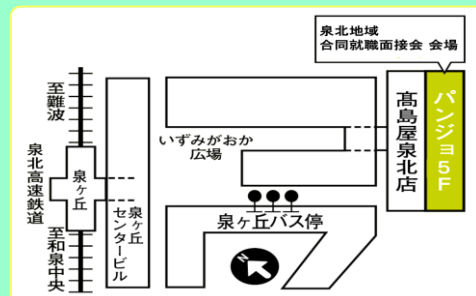 泉北地域
合同就職面接会 会場
パンジョ5F
髙島屋泉北店
いずみがおか
広場
至難波
泉北高速鉄道
泉ヶ丘
至和泉中央
泉ヶ丘
センタービル
泉ヶ丘バス停
N